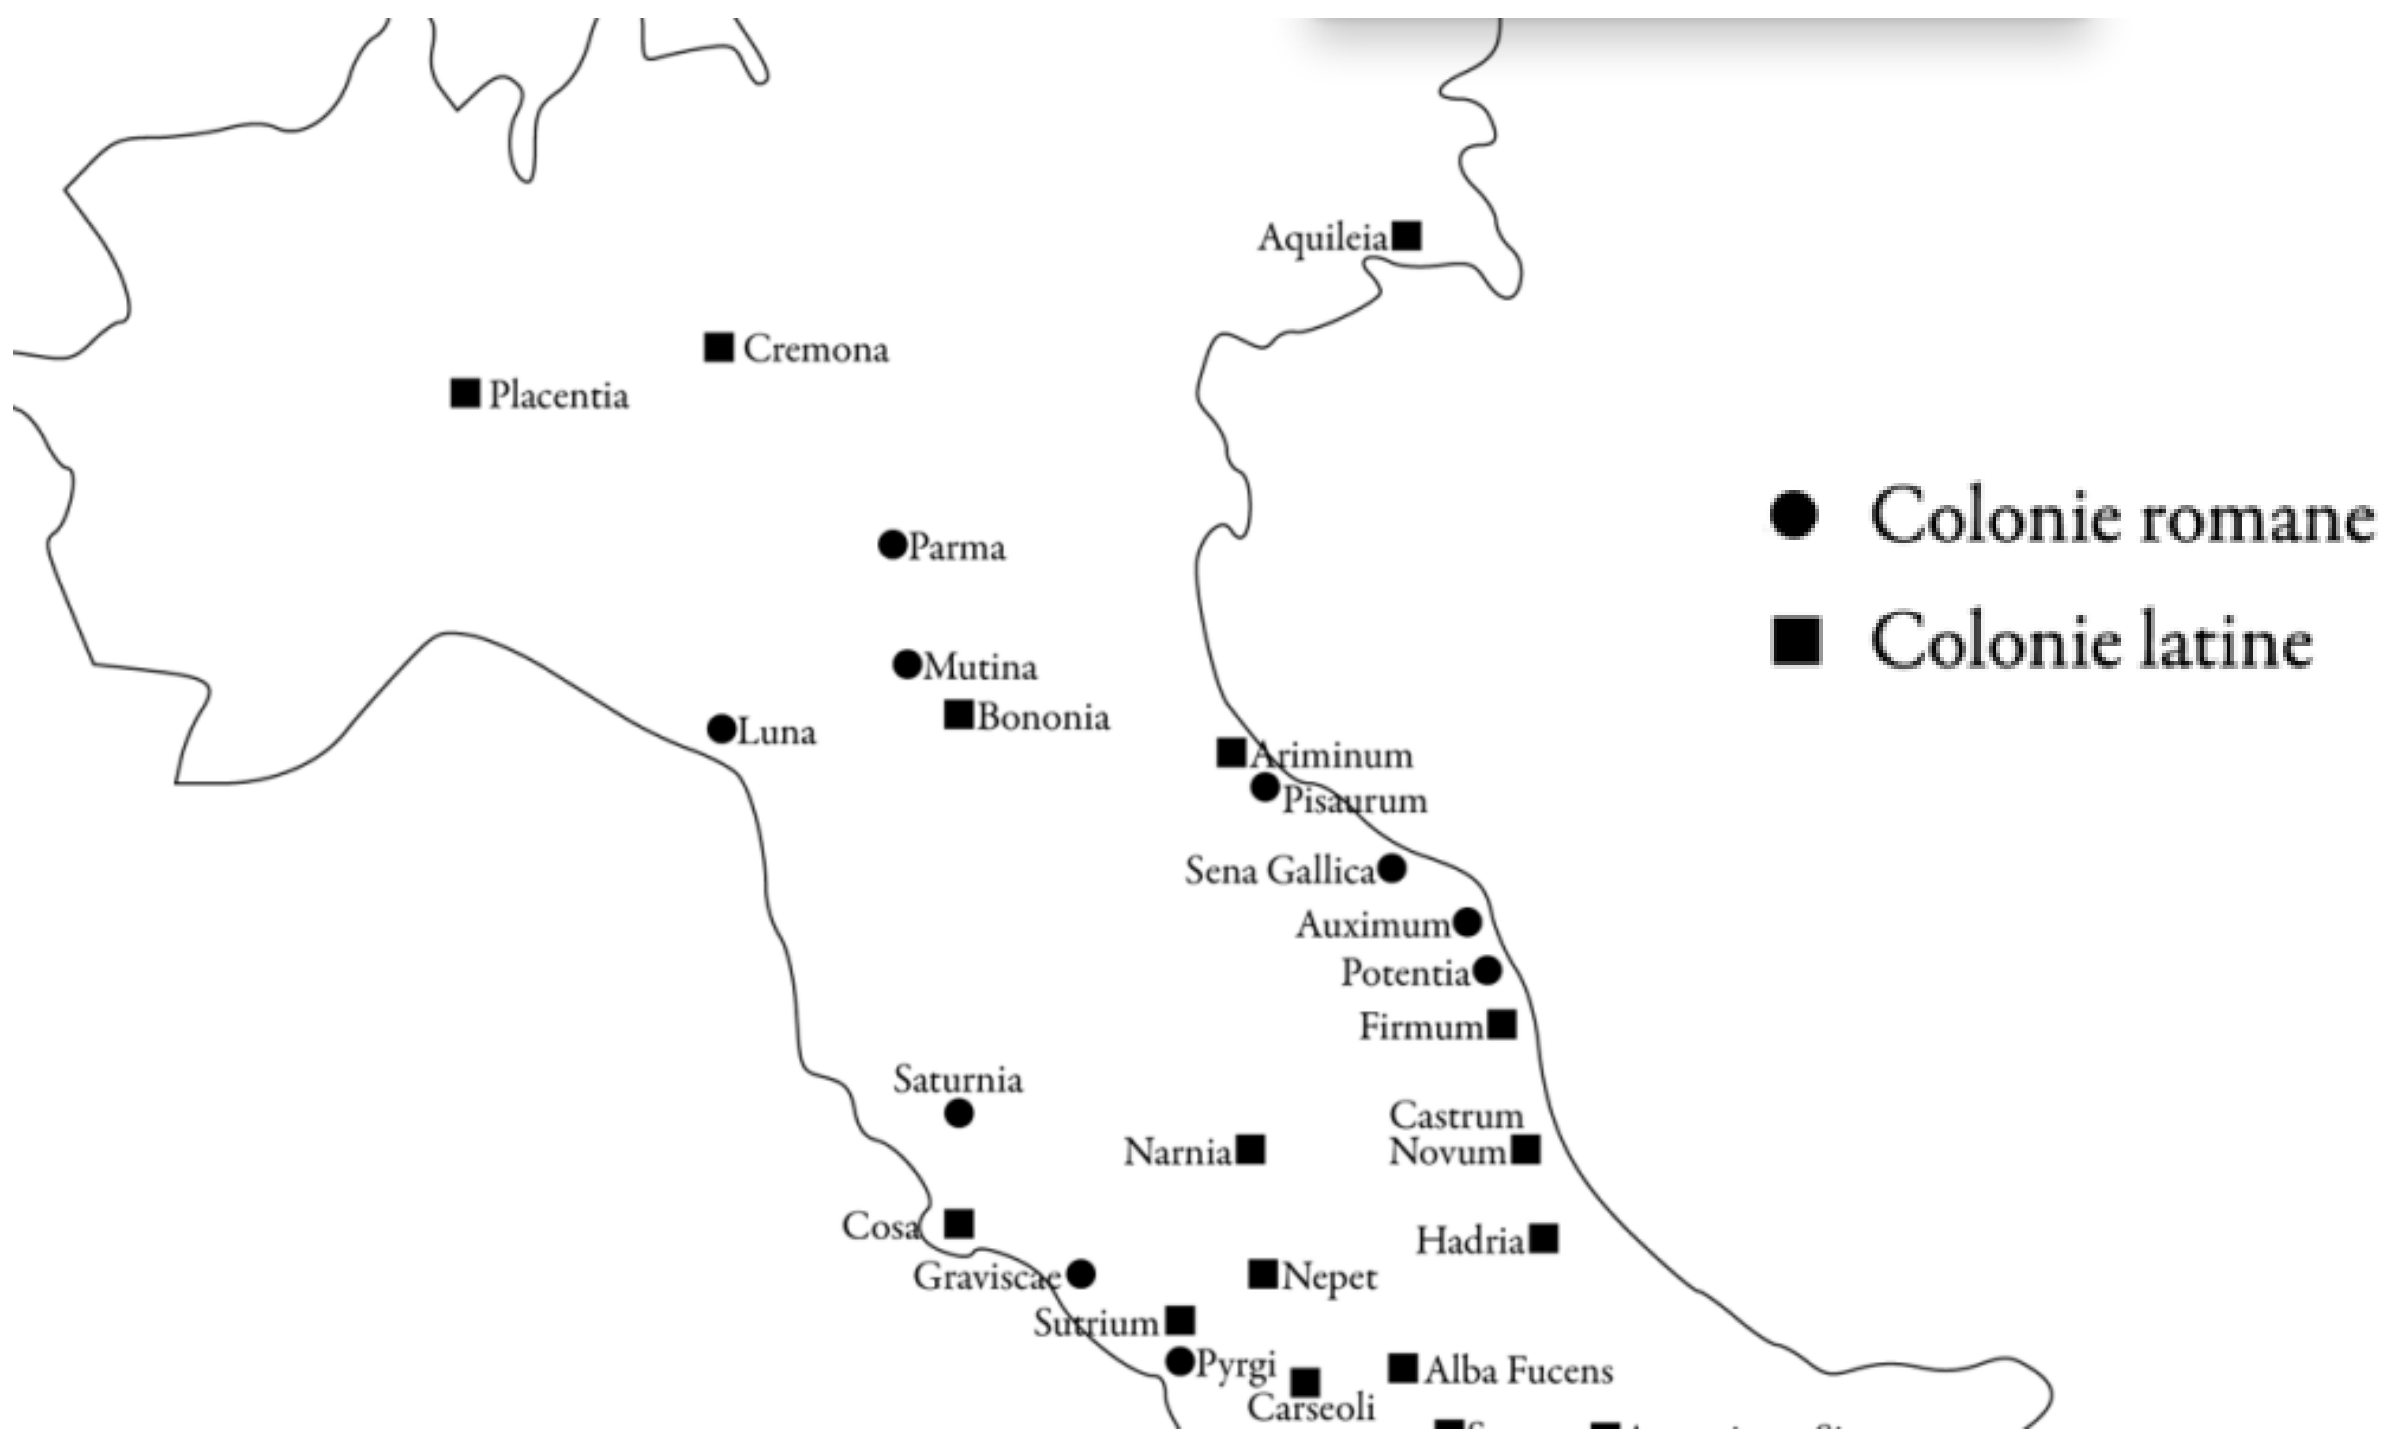 Aquileia
Cremona
Placentia
Colonie romane
Parma
Colonie latine
Mutina
Bononia
Luna
Ariminum
Pisaurum
Sena Gallica
Auximum
Potentia
Firmum
Saturnia
Castrum
Novum
Narnia
Cosa
Hadria
Graviscae
Nepet
Sutrium
Pyrgi
Alba Fucens
Carseoli